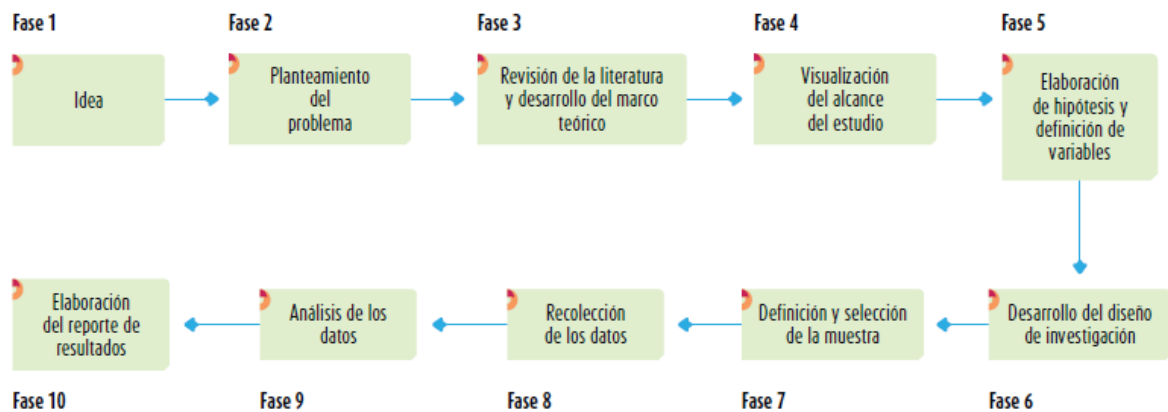 Fase 1
Idea
Fase 2
Planteamiento
del
problema
Fase 3
Revisión de la literatura
y desarrollo del marco
teórico
Fase 4
Visualización
del alcance
del estudio
Fase 5
Elaboración
de hipótesis y
definición de
variables
Desarrollo del diseño
de investigación
Fase 6
Definición y selección
de la muestra
Fase 7
Recolección
de los datos
Fase 8
Análisis de los
datos
Fase 9
Elaboración
del reporte de
resultados
Fase 10